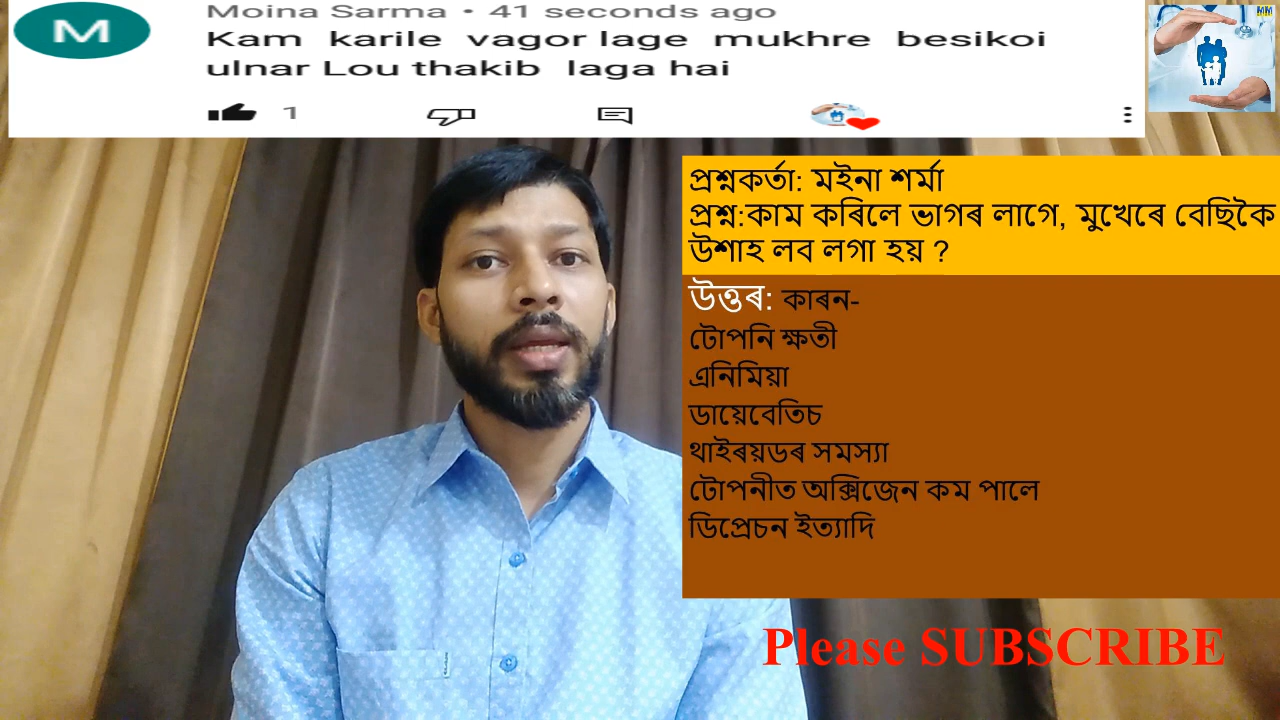 M
Moina Sarma • 41 seconds ago
Kam karile vagor lage mukhre besikoi
ulnar Lou thakib laga hai
1
MM
প্ৰশ্নকৰ্তা: মইনা শৰ্মা
প্ৰশ্ন:কাম কৰিলে ভাগৰ লাগে, মুখেৰে বেছিকৈ
উশাহ লব লগা হয় ?
উত্তৰ: কাৰন-
টোপনি ক্ষতী
এনিমিয়া
ডায়েবেতিচ
থাইৰয়ডৰ সমস্যা
টোপনীত অক্সিজেন কম পালে
ডিপ্ৰেচন ইত্যাদি
Please SUBSCRIBE